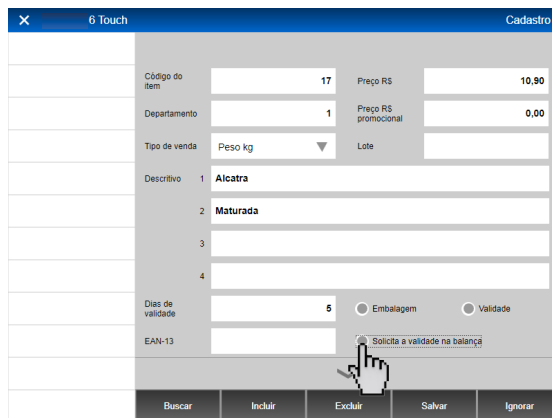 6 Touch Cadastro
Código do item 17 Preço R$ 10,90
Departamento 1 Preço R$ promocional 0,00
Tipo de venda Peso kg Lote
Descritivo 1 Alcatra
2 Maturada
3
4
Dias de validade 5 Embalagem Validade
EAN-13 Solicita a validade na balança
Buscar Incluir Excluir Salvar Ignorar